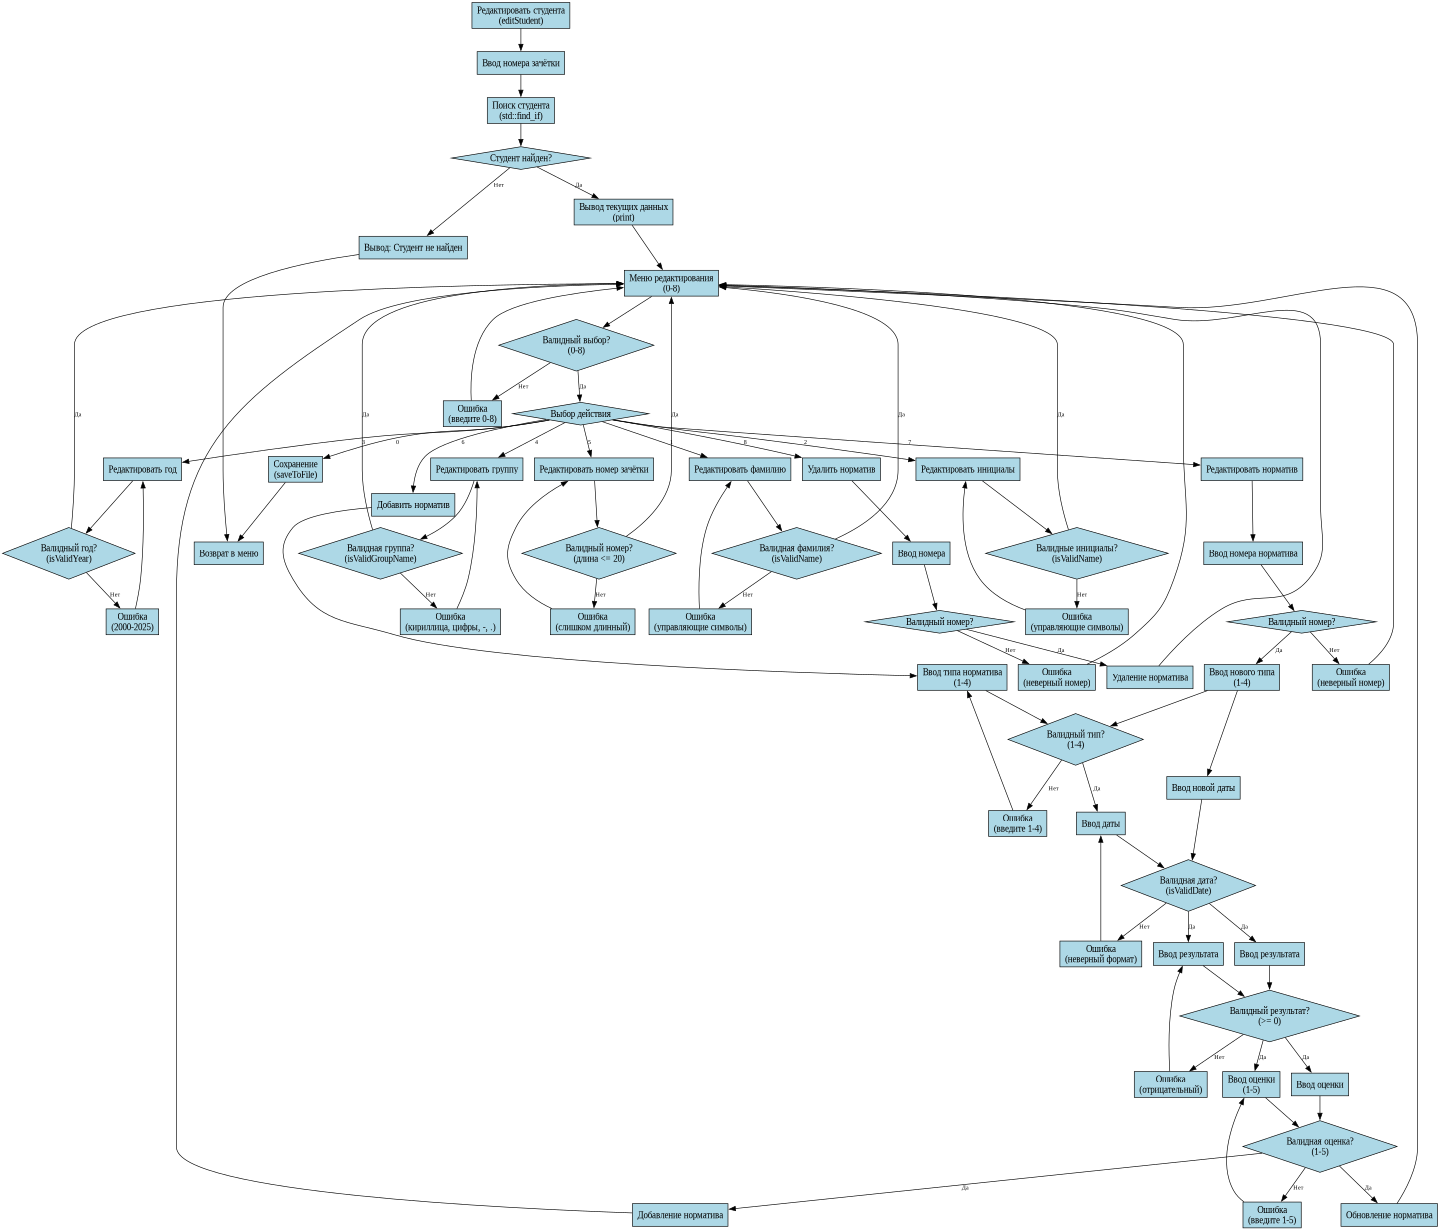 Редактировать студента
(editStudent)
Ввод номера зачётки
Поиск студента
(std::find_if)
Студент найден?
Нет
Да
Вывод текущих данных
(print)
Вывод: Студент не найден
Меню редактирования
(0-8)
Валидный выбор?
(0-8)
Нет
Да
Да
Да
Да
Да
Да
Ошибка
(введите 0-8)
Выбор действия
0
6
4
5
8
2
7
Редактировать год
Сохранение
(saveToFile)
Редактировать группу
Редактировать номер зачётки
Редактировать фамилию
Удалить норматив
Редактировать инициалы
Редактировать норматив
Добавить норматив
Валидный год?
(isValidYear)
Возврат в меню
Валидная группа?
(isValidGroupName)
Валидный номер?
(длина <= 20)
Валидная фамилия?
(isValidName)
Ввод номера
Валидные инициалы?
(isValidName)
Ввод номера норматива
Нет
Нет
Нет
Нет
Нет
Ошибка
(2000-2025)
Ошибка
(кириллица, цифры, -, .)
Ошибка
(слишком длинный)
Ошибка
(управляющие символы)
Валидный номер?
Ошибка
(управляющие символы)
Валидный номер?
Нет
Да
Да
Нет
Ввод типа норматива
(1-4)
Ошибка
(неверный номер)
Удаление норматива
Ввод нового типа
(1-4)
Ошибка
(неверный номер)
Валидный тип?
(1-4)
Нет
Да
Ввод новой даты
Ошибка
(введите 1-4)
Ввод даты
Валидная дата?
(isValidDate)
Нет
Да
Да
Ошибка
(неверный формат)
Ввод результата
Ввод результата
Валидный результат?
(>= 0)
Нет
Да
Да
Ошибка
(отрицательный)
Ввод оценки
(1-5)
Ввод оценки
Валидная оценка?
(1-5)
Да
Нет
Да
Добавление норматива
Ошибка
(введите 1-5)
Обновление норматива